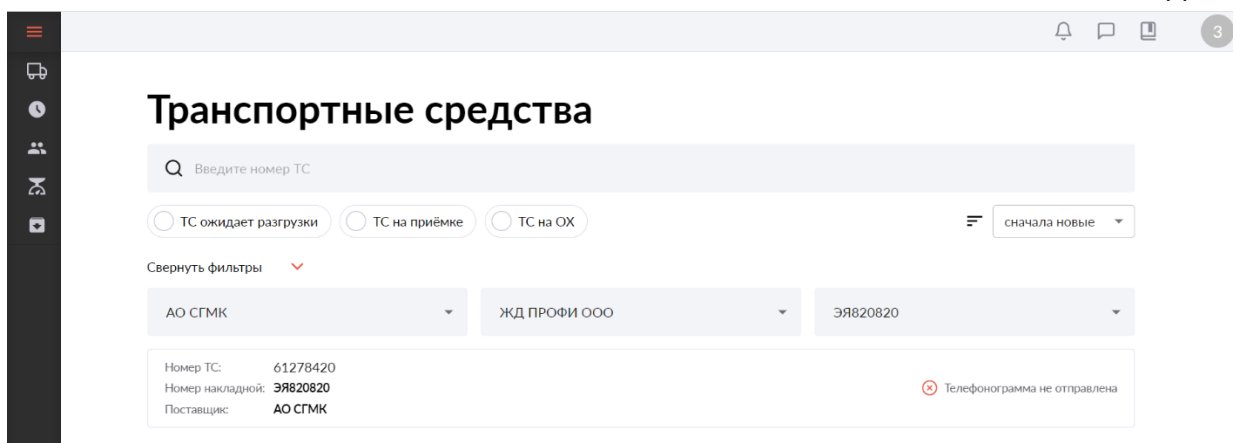 3
Транспортные средства
Введите номер ТС
ТС ожидает разгрузки ТС на приёмке ТС на ОХ сначала новые
Свернуть фильтры
АО СГМК ЖД ПРОФИ ООО ЭЯ820820
Номер ТС: 61278420
Номер накладной: ЭЯ820820
Телефонограмма не отправлена
Поставщик: АО СГМК